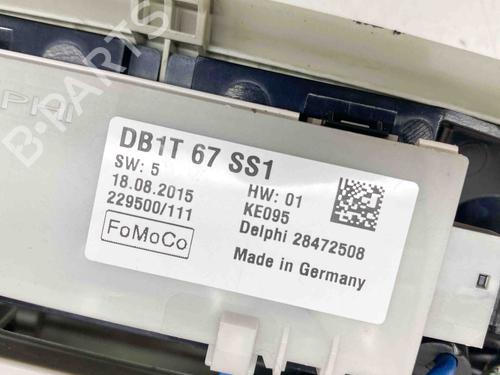 B-PARTS
PHI
DB1T 67 SS1
SW: 5
HW: 01
18.08.2015
KE095
229500/111
Delphi 28472508
FoMoCo
Made in Germany